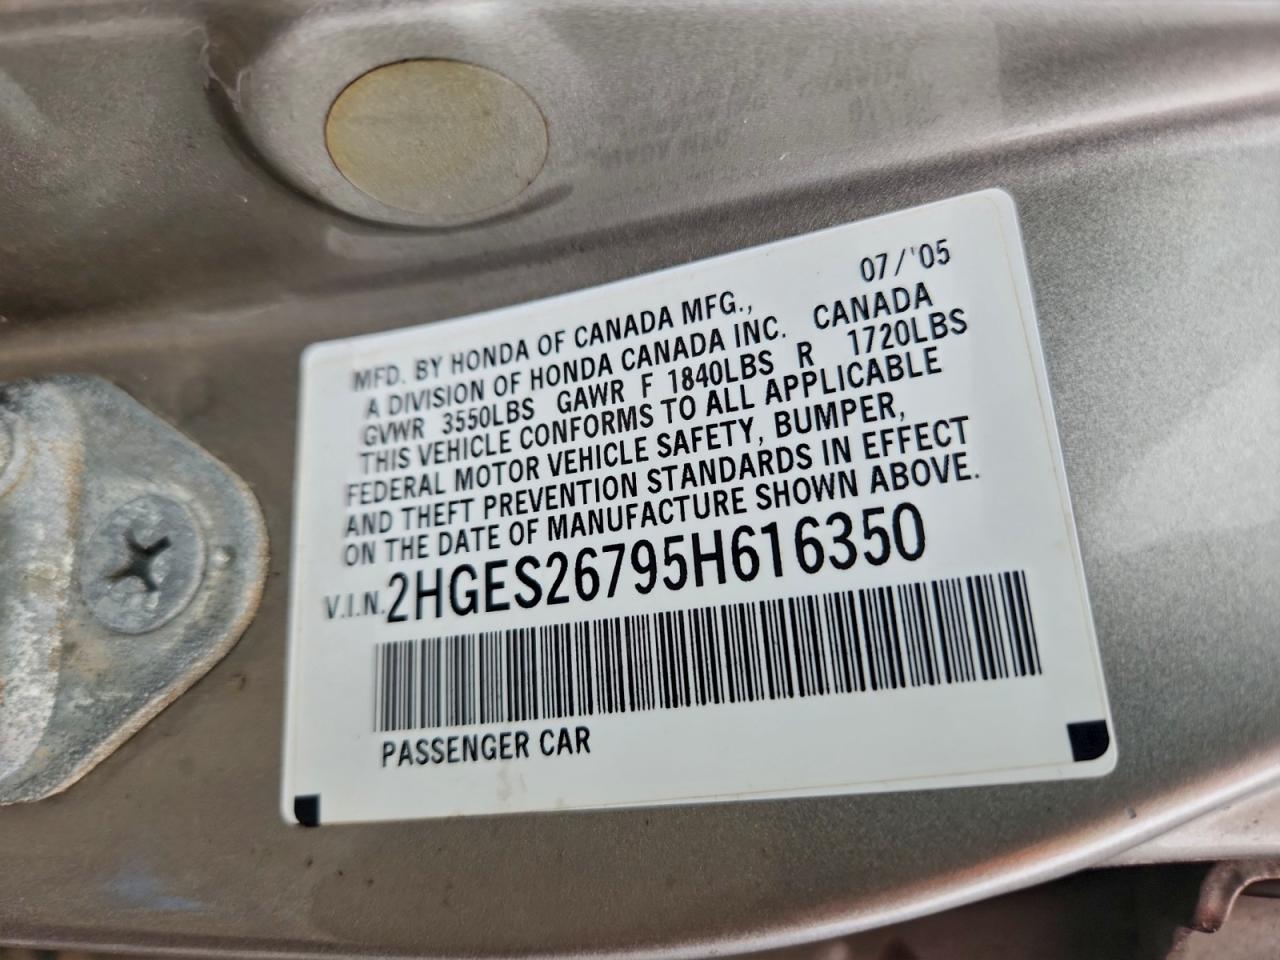 07/'05
MFD. BY HONDA OF CANADA MFG.,
A DIVISION OF HONDA CANADA INC. CANADA
GVWR 3550LBS GAWR F 1840LBS R 1720LBS
THIS VEHICLE CONFORMS TO ALL APPLICABLE
FEDERAL MOTOR VEHICLE SAFETY, BUMPER,
AND THEFT PREVENTION STANDARDS IN EFFECT
ON THE DATE OF MANUFACTURE SHOWN ABOVE.
V.I.N. 2HGES26795H616350
PASSENGER CAR